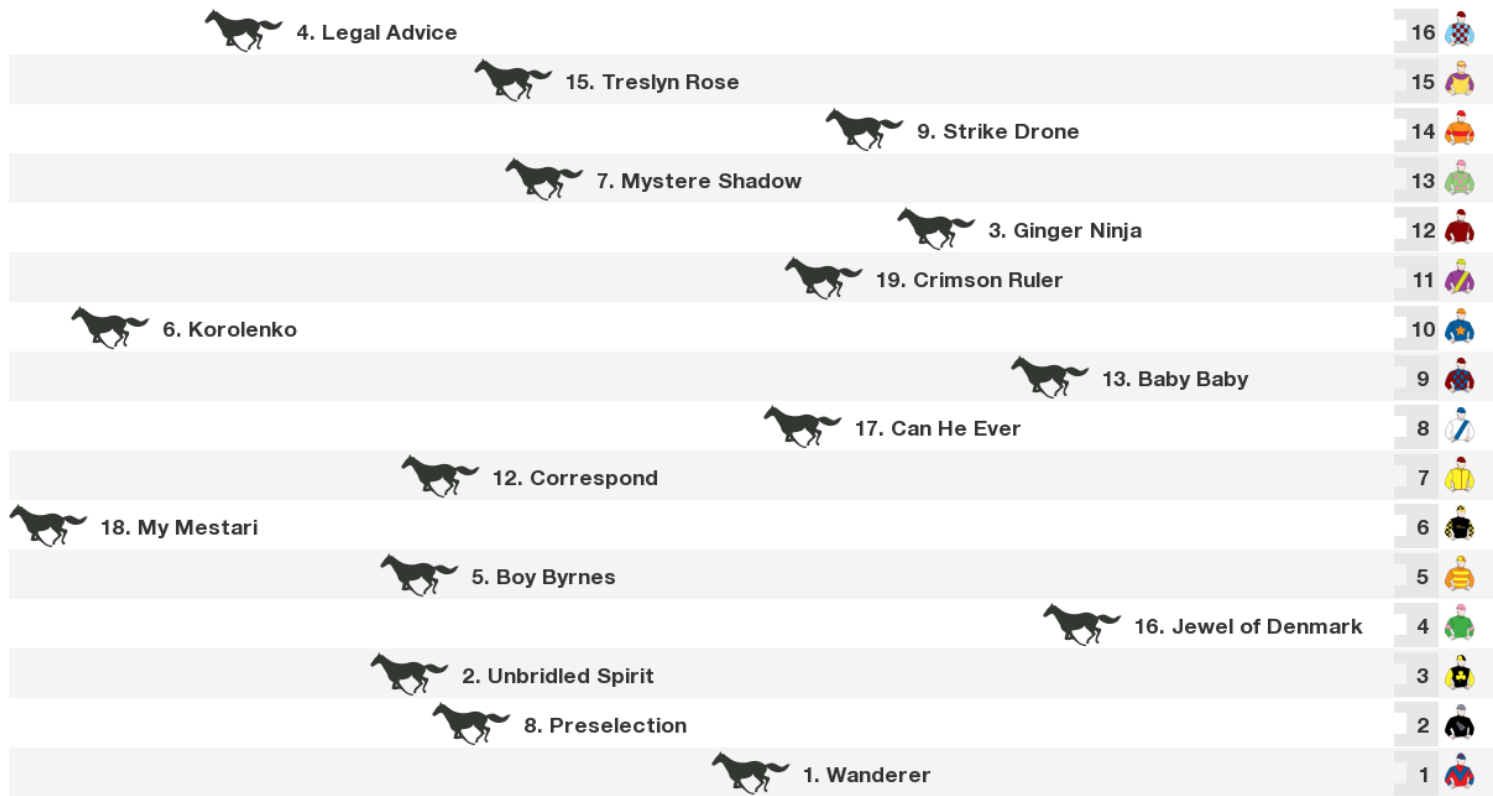 4. Legal Advice 16
15. Treslyn Rose 15
9. Strike Drone 14
7. Mystere Shadow 13
3. Ginger Ninja 12
19. Crimson Ruler 11
6. Korolenko 10
13. Baby Baby 9
17. Can He Ever 8
12. Correspond 7
18. My Mestari 6
5. Boy Byrnes 5
16. Jewel of Denmark 4
2. Unbridled Spirit 3
8. Preselection 2
1. Wanderer 1